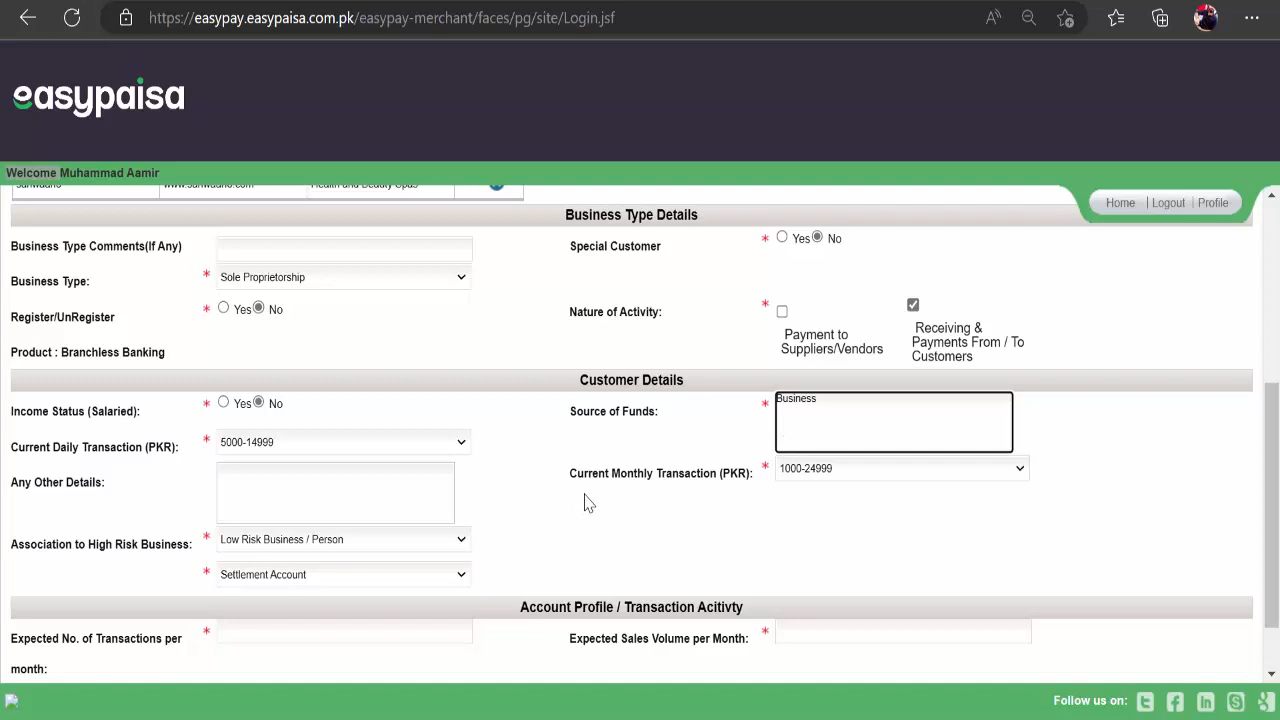 https://easypay.easypaisa.com.pk/easypay-merchant/faces/pg/site/Login.jsf
easypaisa
Welcome Muhammad Aamir
Home | Logout | Profile
Business Type Details
Business Type Comments(If Any)
Special Customer * Yes No
Business Type: * Sole Proprietorship
Register/UnRegister * Yes No
Nature of Activity: *
Payment to
Suppliers/Vendors
Receiving &
Payments From / To
Customers
Product : Branchless Banking
Customer Details
Income Status (Salaried): * Yes No
Source of Funds: * Business
Current Daily Transaction (PKR): * 5000-14999
Current Monthly Transaction (PKR): * 1000-24999
Any Other Details:
Association to High Risk Business: * Low Risk Business / Person
* Settlement Account
Account Profile / Transaction Acitivty
Expected No. of Transactions per
month: *
Expected Sales Volume per Month: *
Follow us on: